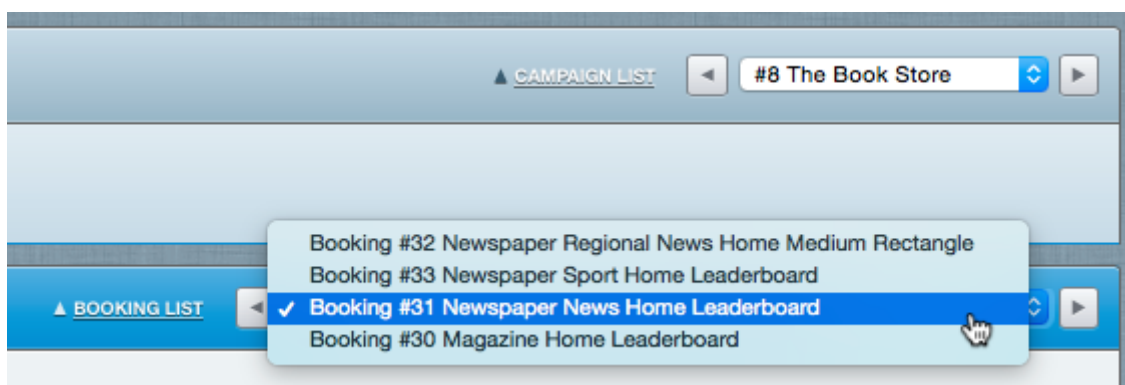 ▲ CAMPAIGN LIST #8 The Book Store
Booking #32 Newspaper Regional News Home Medium Rectangle
Booking #33 Newspaper Sport Home Leaderboard
▲ BOOKING LIST ✓ Booking #31 Newspaper News Home Leaderboard
Booking #30 Magazine Home Leaderboard